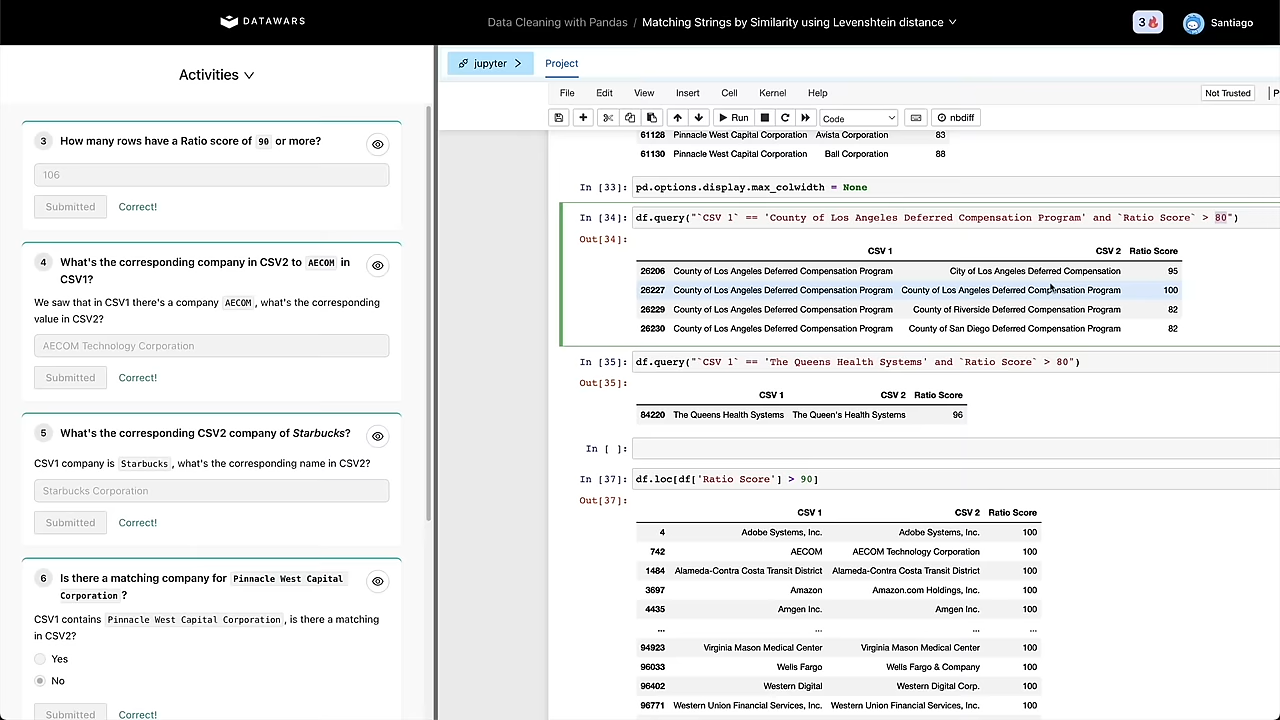 DATAWARS
Data Cleaning with Pandas / Matching Strings by Similarity using Levenshtein distance
3
Santiago
Activities
3 How many rows have a Ratio score of 90 or more?
106
Submitted Correct!
4 What's the corresponding company in CSV2 to AECOM in
CSV1?
We saw that in CSV1 there's a company AECOM , what's the corresponding
value in CSV2?
AECOM Technology Corporation
Submitted Correct!
5 What's the corresponding CSV2 company of Starbucks?
CSV1 company is Starbucks , what's the corresponding name in CSV2?
Starbucks Corporation
Submitted Correct!
6 Is there a matching company for Pinnacle West Capital
Corporation ?
CSV1 contains Pinnacle West Capital Corporation , is there a matching
in CSV2?
Yes
No
Submitted Correct!
jupyter Project
File Edit View Insert Cell Kernel Help Not Trusted P
Run Code nbdiff
61128 Pinnacle West Capital Corporation Avista Corporation 83
61130 Pinnacle West Capital Corporation Ball Corporation 88
In [33]: pd.options.display.max_colwidth = None
In [34]: df.query("`CSV 1` == 'County of Los Angeles Deferred Compensation Program' and `Ratio Score` > 80")
Out[34]:
CSV 1 CSV 2 Ratio Score
26206 County of Los Angeles Deferred Compensation Program City of Los Angeles Deferred Compensation 95
26227 County of Los Angeles Deferred Compensation Program County of Los Angeles Deferred Compensation Program 100
26229 County of Los Angeles Deferred Compensation Program County of Riverside Deferred Compensation Program 82
26230 County of Los Angeles Deferred Compensation Program County of San Diego Deferred Compensation Program 82
In [35]: df.query("`CSV 1` == 'The Queens Health Systems' and `Ratio Score` > 80")
Out[35]:
CSV 1 CSV 2 Ratio Score
84220 The Queens Health Systems The Queen's Health Systems 96
In [ ]:
In [37]: df.loc[df['Ratio Score'] > 90]
Out[37]:
CSV 1 CSV 2 Ratio Score
4 Adobe Systems, Inc. Adobe Systems, Inc. 100
742 AECOM AECOM Technology Corporation 100
1484 Alameda-Contra Costa Transit District Alameda-Contra Costa Transit District 100
3697 Amazon Amazon.com Holdings, Inc. 100
4435 Amgen Inc. Amgen Inc. 100
... ... ... ...
94923 Virginia Mason Medical Center Virginia Mason Medical Center 100
96033 Wells Fargo Wells Fargo & Company 100
96402 Western Digital Western Digital Corp. 100
96771 Western Union Financial Services, Inc. Western Union Financial Services, Inc. 100